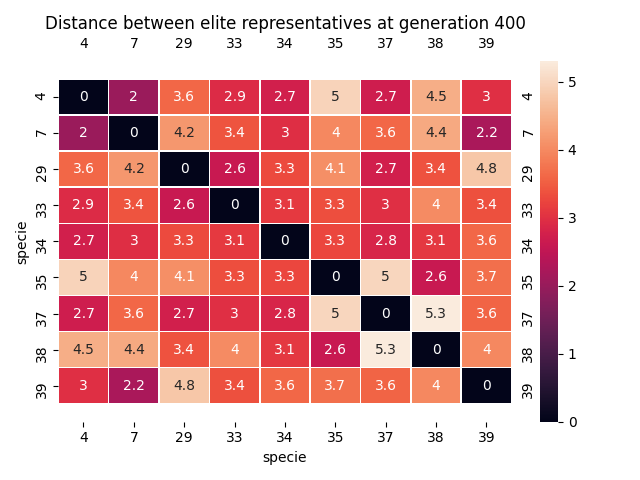 Distance between elite representatives at generation 400
4 7 29 33 34 35 37 38 39
4 0 2 3.6 2.9 2.7 5 2.7 4.5 3 4
7 2 0 4.2 3.4 3 4 3.6 4.4 2.2 7
29 3.6 4.2 0 2.6 3.3 4.1 2.7 3.4 4.8 29
33 2.9 3.4 2.6 0 3.1 3.3 3 4 3.4 33
34 2.7 3 3.3 3.1 0 3.3 2.8 3.1 3.6 34
35 5 4 4.1 3.3 3.3 0 5 2.6 3.7 35
37 2.7 3.6 2.7 3 2.8 5 0 5.3 3.6 37
38 4.5 4.4 3.4 4 3.1 2.6 5.3 0 4 38
39 3 2.2 4.8 3.4 3.6 3.7 3.6 4 0 39
4 7 29 33 34 35 37 38 39
specie
specie
5
4
3
2
1
0